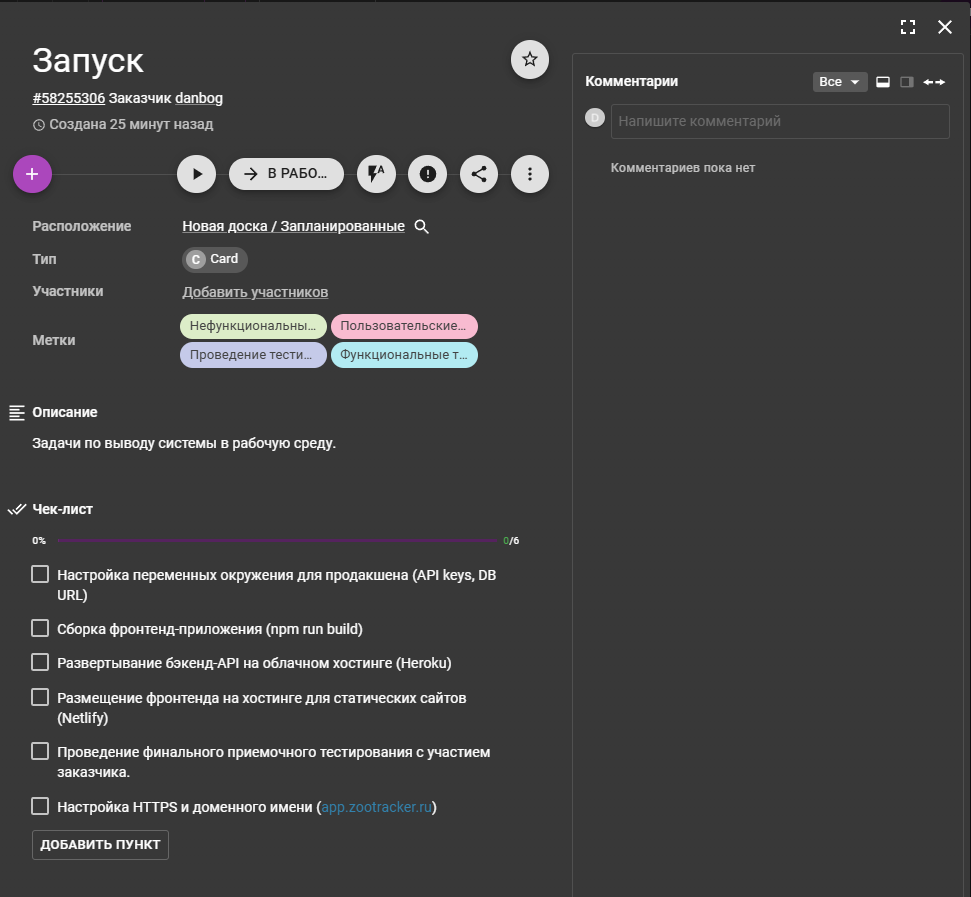 Запуск
#58255306 Заказчик danbog
Создана 25 минут назад
В РАБО...
Расположение
Новая доска / Запланированные
Тип
C Card
Участники
Добавить участников
Метки
Нефункциональны...
Пользовательские...
Проведение тести...
Функциональные т...
Описание
Задачи по выводу системы в рабочую среду.
Чек-лист
0%
0/6
Настройка переменных окружения для продакшена (API keys, DB
URL)
Сборка фронтенд-приложения (npm run build)
Развертывание бэкенд-API на облачном хостинге (Heroku)
Размещение фронтенда на хостинге для статических сайтов
(Netlify)
Проведение финального приемочного тестирования с участием
заказчика.
Настройка HTTPS и доменного имени (app.zootracker.ru)
ДОБАВИТЬ ПУНКТ
Комментарии
Все
D
Напишите комментарий
Комментариев пока нет